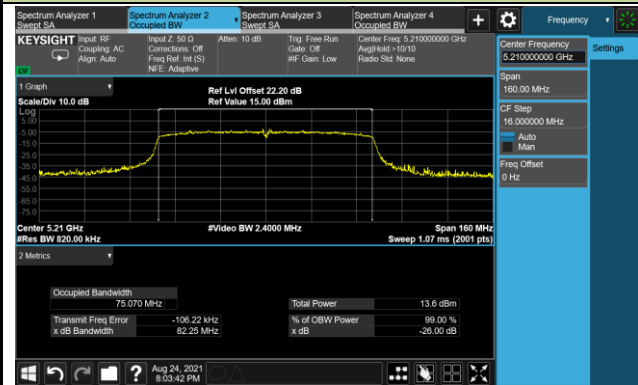 Spectrum Analyzer 1
Swept SA
Spectrum Analyzer 2
Occupied BW
Spectrum Analyzer 3
Swept SA
Spectrum Analyzer 4
Occupied BW
Frequency
KEYSIGHT
Input: RF
Coupling: AC
Align: Auto
Input Z: 50 Ω
Corrections: Off
Freq Ref: Int (S)
NFE: Adaptive
Atten: 10 dB
Trig: Free Run
Gate: Off
#IF Gain: Low
Center Freq: 5.210000000 GHz
Avg|Hold:>10/10
Radio Std: None
1 Graph
Scale/Div 10.0 dB
Ref Lvl Offset 22.20 dB
Ref Value 15.00 dBm
Log
5.00
-5.00
-15.0
-25.0
-35.0
-45.0
-55.0
-65.0
-75.0
Center 5.21 GHz
#Res BW 820.00 kHz
#Video BW 2.4000 MHz
Span 160 MHz
Sweep 1.07 ms (2001 pts)
2 Metrics
Occupied Bandwidth
75.070 MHz
Transmit Freq Error -106.22 kHz
x dB Bandwidth 82.25 MHz
Total Power 13.6 dBm
% of OBW Power 99.00 %
x dB -26.00 dB
Aug 24, 2021
8:03:42 PM
Center Frequency
5.210000000 GHz
Span
160.00 MHz
CF Step
16.000000 MHz
Auto
Man
Freq Offset
0 Hz
Settings